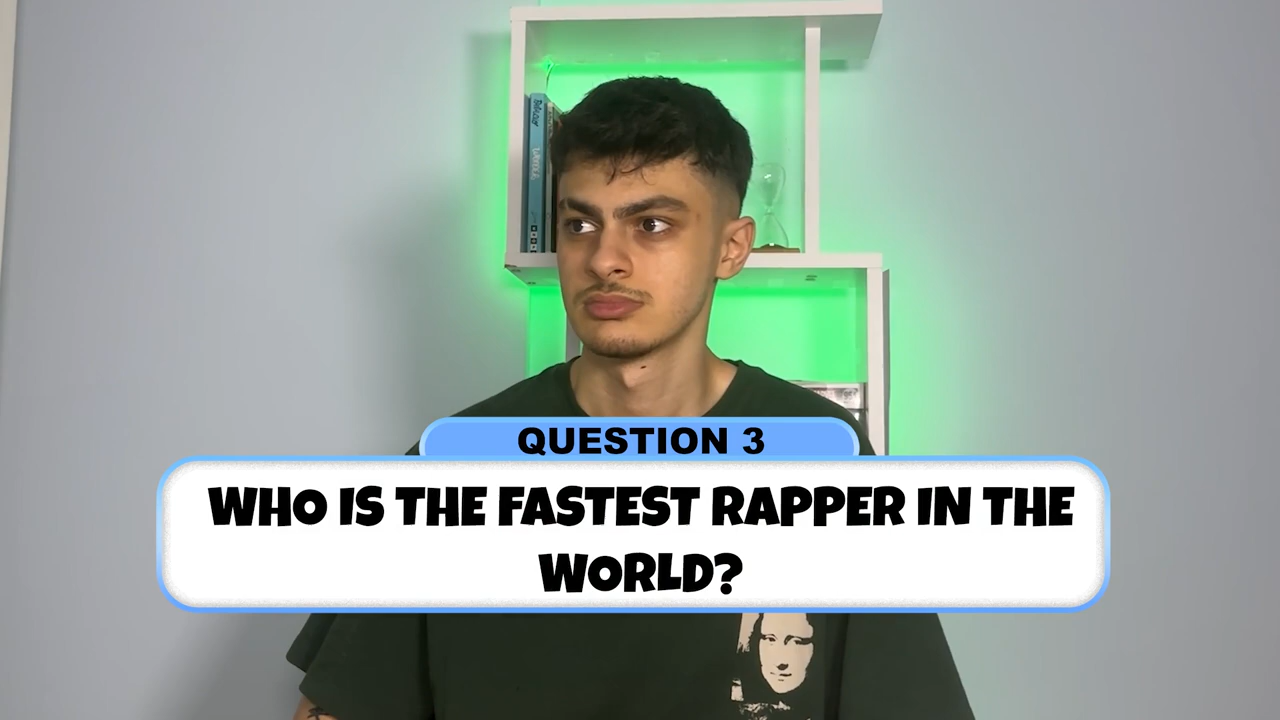 QUESTION 3
WHO IS THE FASTEST RAPPER IN THE
WORLD?